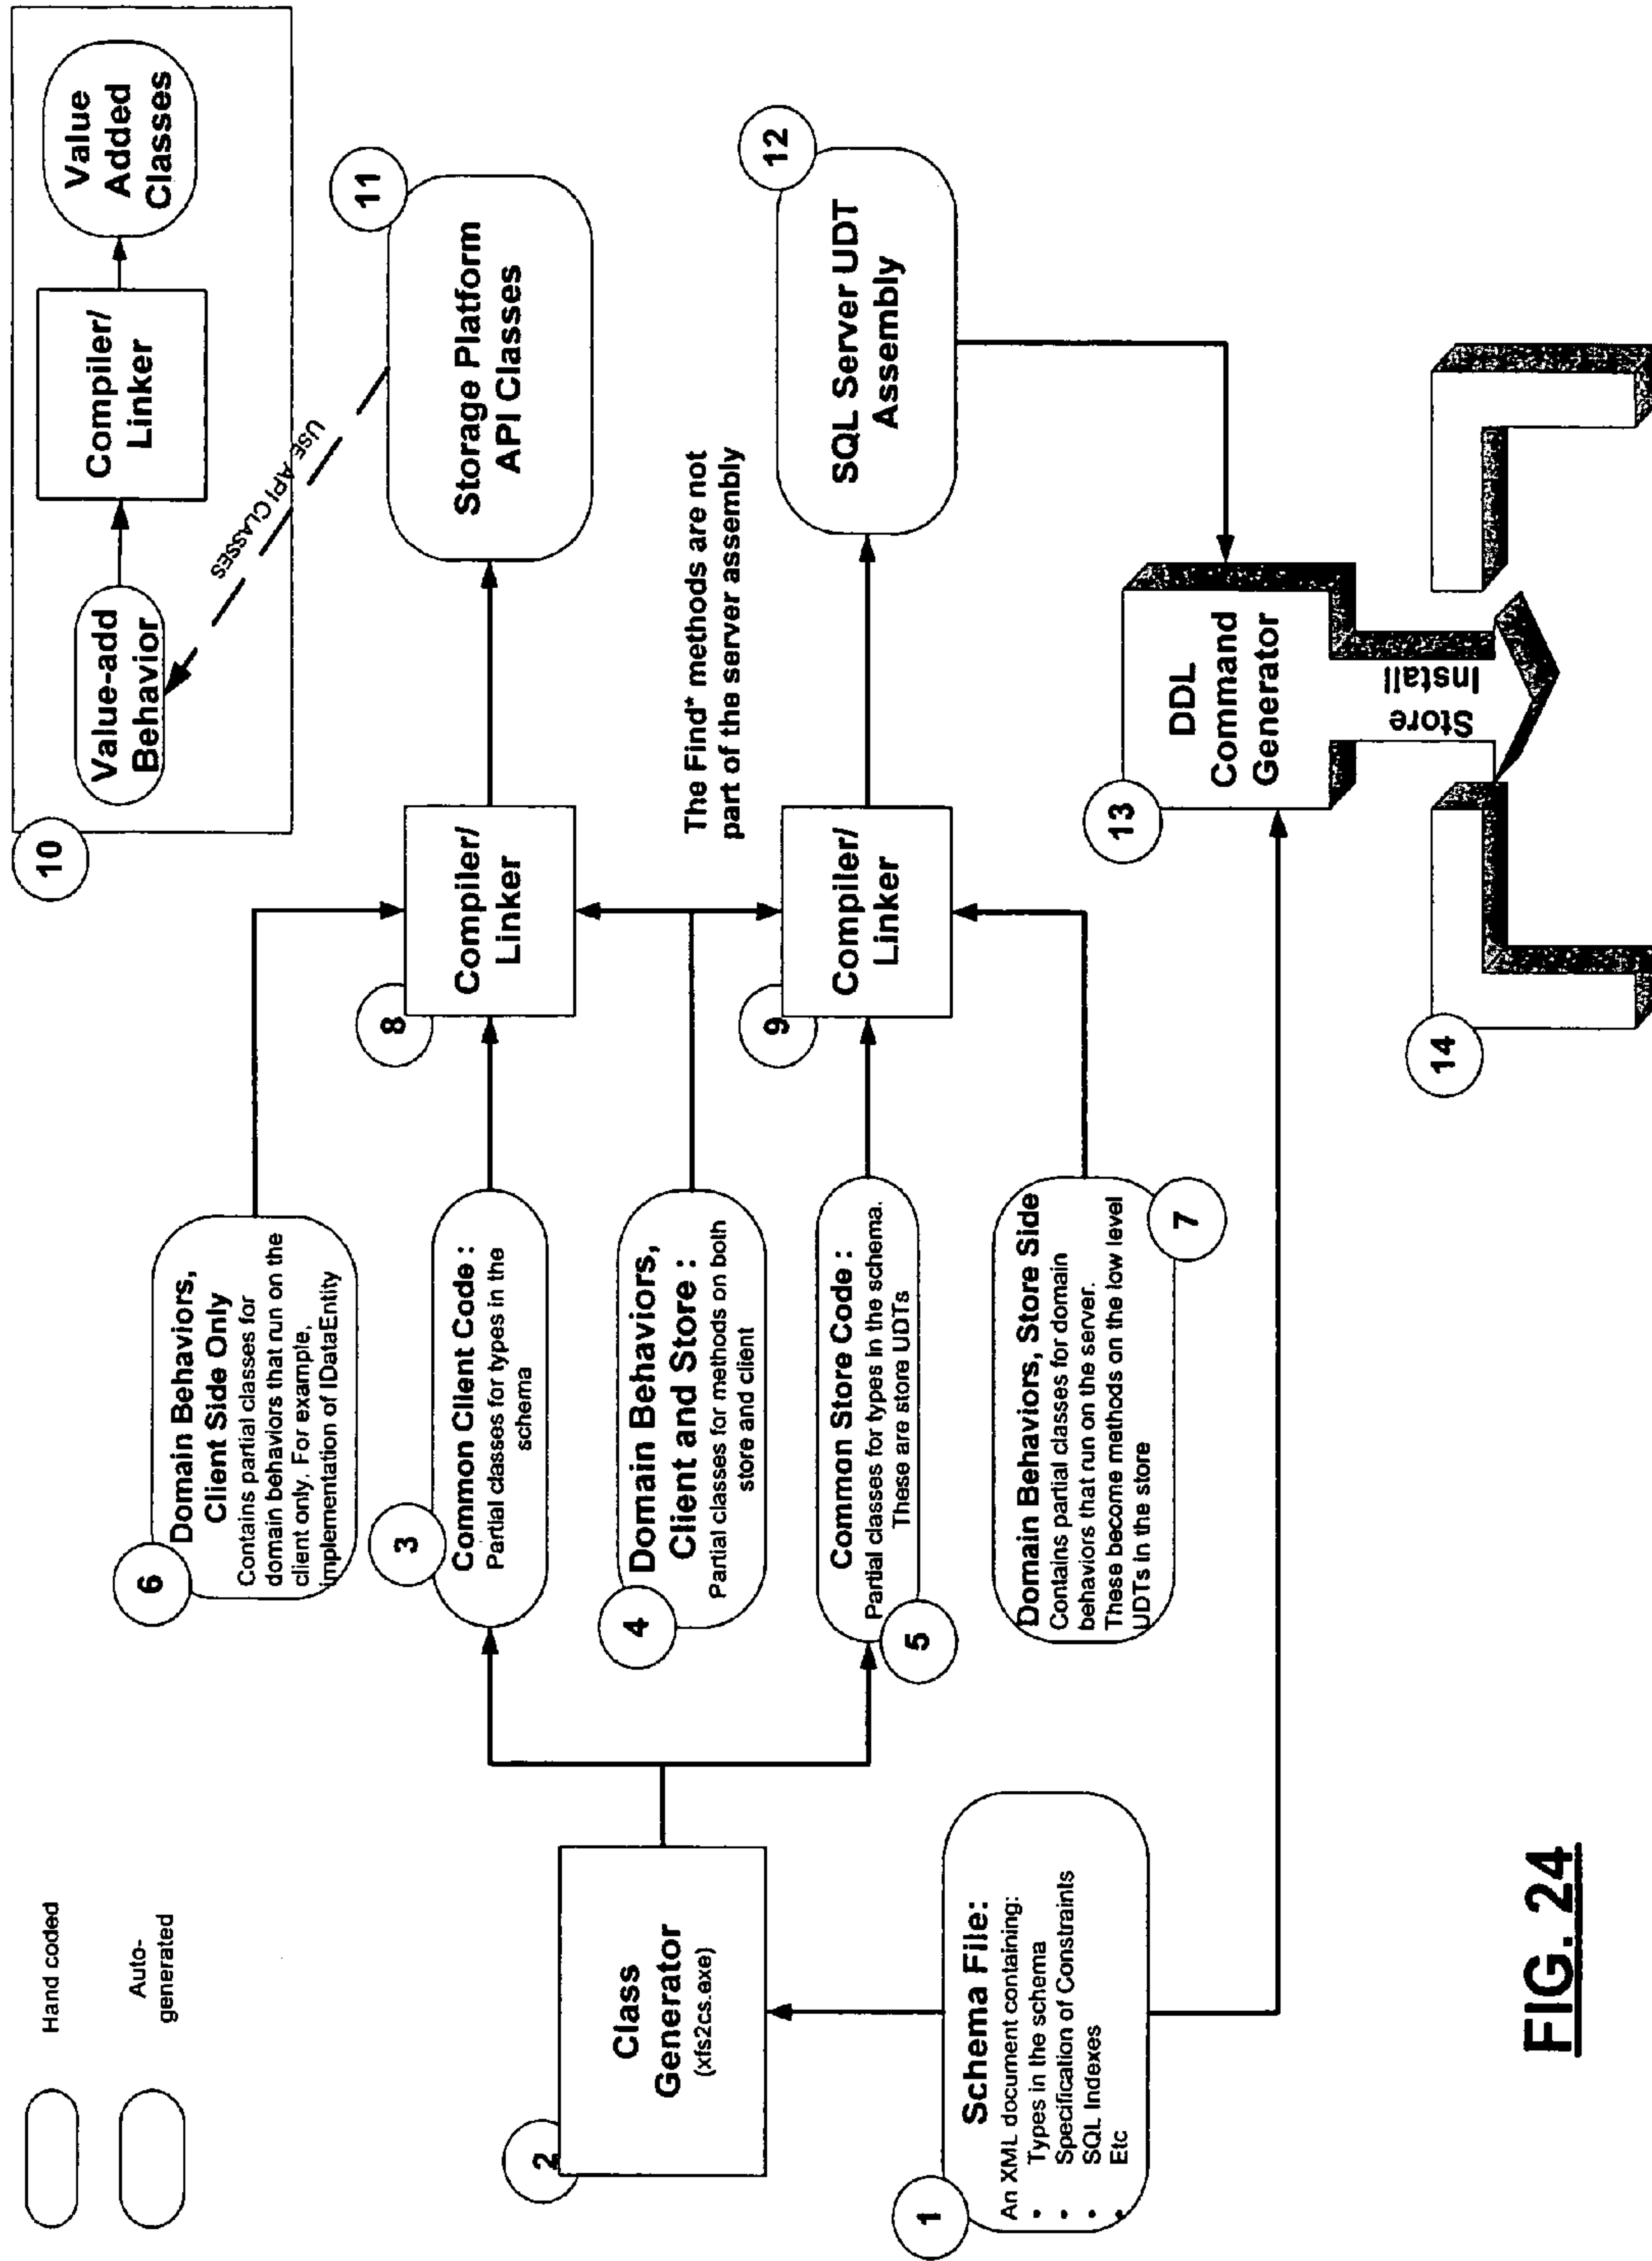 Hand coded
Auto-
generated
10
Value-add
Behavior
Compiler/
Linker
Value
Added
Classes
USE API CLASSES
6
Domain Behaviors,
Client Side Only
Contains partial classes for
domain behaviors that run on the
client only. For example,
implementation of IDataEntity
3
Common Client Code :
Partial classes for types in the
schema
8
Compiler/
Linker
11
Storage Platform
API Classes
2
Class
Generator
(xfs2cs.exe)
4
Domain Behaviors,
Client and Store :
Partial classes for methods on both
store and client
The Find* methods are not
part of the server assembly
5
Common Store Code :
Partial classes for types in the schema.
These are store UDTs
9
Compiler/
Linker
12
SQL Server UDT
Assembly
1
Schema File:
An XML document containing:
• Types in the schema
• Specification of Constraints
• SQL Indexes
• Etc
7
Domain Behaviors, Store Side
Contains partial classes for domain
behaviors that run on the server.
These become methods on the low level
UDTs in the store
13
DDL
Command
Generator
Store
Install
14
FIG. 24